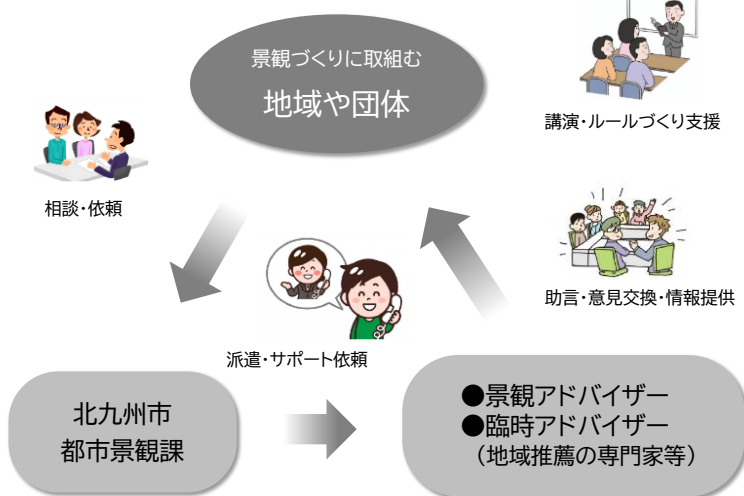 景観づくりに取組む
地域や団体
講演・ルールづくり支援
相談・依頼
助言・意見交換・情報提供
派遣・サポート依頼
北九州市
都市景観課
●景観アドバイザー
●臨時アドバイザー
（地域推薦の専門家等）